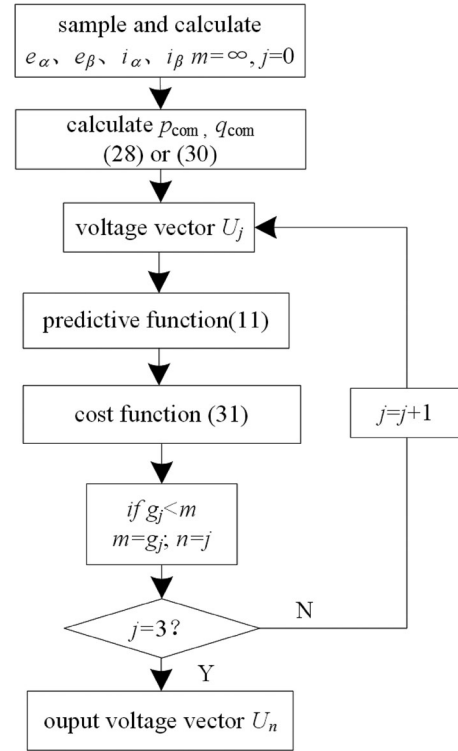 sample and calculate
eα、eβ、iα、iβ m=∞, j=0
calculate pcom , qcom
(28) or (30)
voltage vector Uj
predictive function(11)
cost function (31)
j=j+1
if gj<m
m=gj; n=j
N
j=3?
Y
ouput voltage vector Un